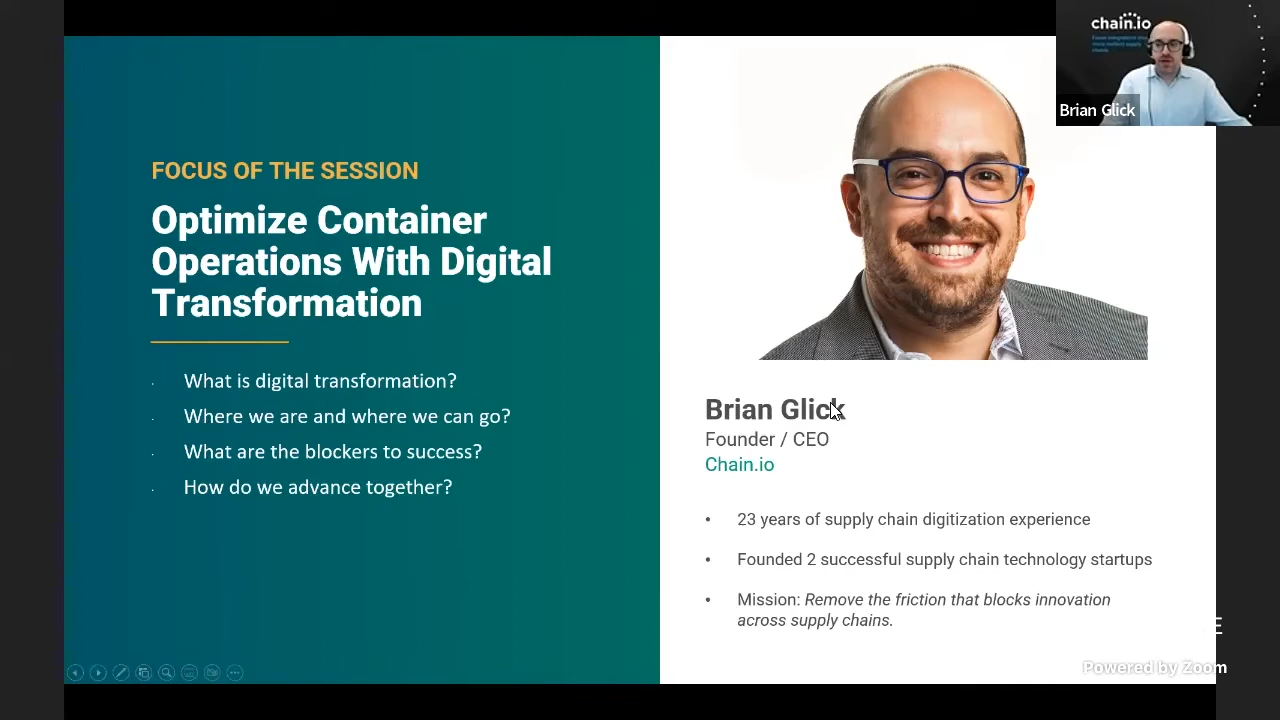 FOCUS OF THE SESSION
Optimize Container
Operations With Digital
Transformation
What is digital transformation?
Where we are and where we can go?
What are the blockers to success?
How do we advance together?
chain.io
Brian Glick
Brian Glick
Founder / CEO
Chain.io
23 years of supply chain digitization experience
Founded 2 successful supply chain technology startups
Mission: Remove the friction that blocks innovation
across supply chains.
E
Powered by Zoom